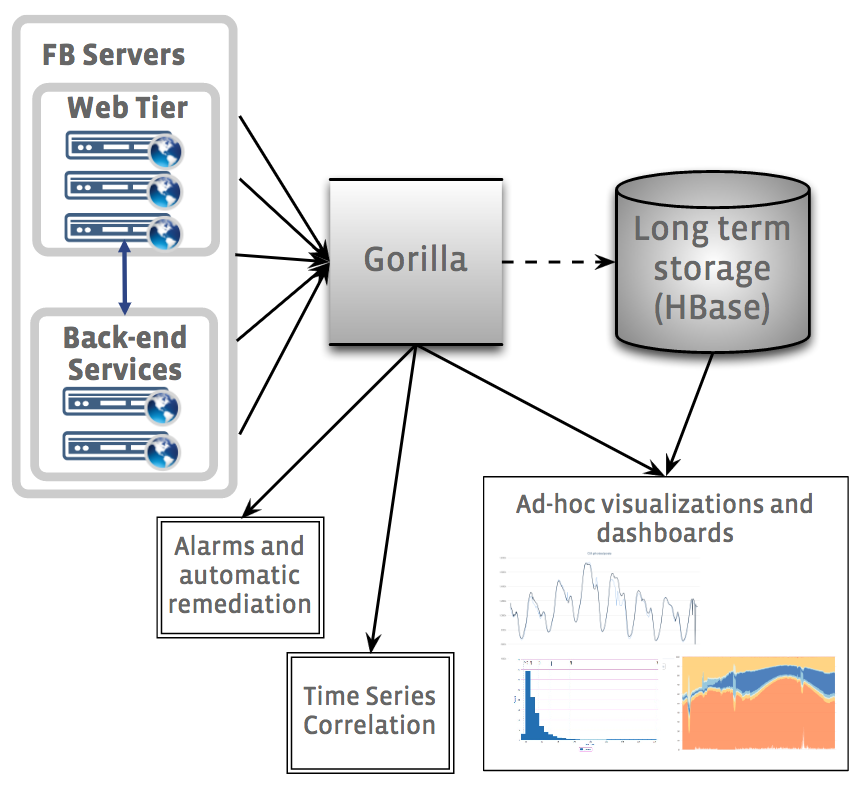 FB Servers
Web Tier
Back-end
Services
Gorilla
Long term
storage
(HBase)
Alarms and
automatic
remediation
Time Series
Correlation
Ad-hoc visualizations and
dashboards